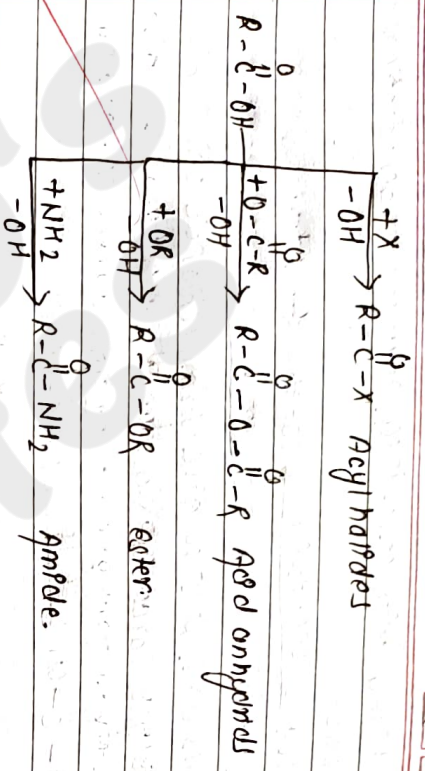 O
R-C-OH
+X
-OH
O
R-C-X Acyl halides
+O-C-R
O
-OH
O O
R-C-O-C-R Acid anhydrides
+OR
-OH
O
R-C-OR ester
+NH2
-OH
O
R-C-NH2 Amide.